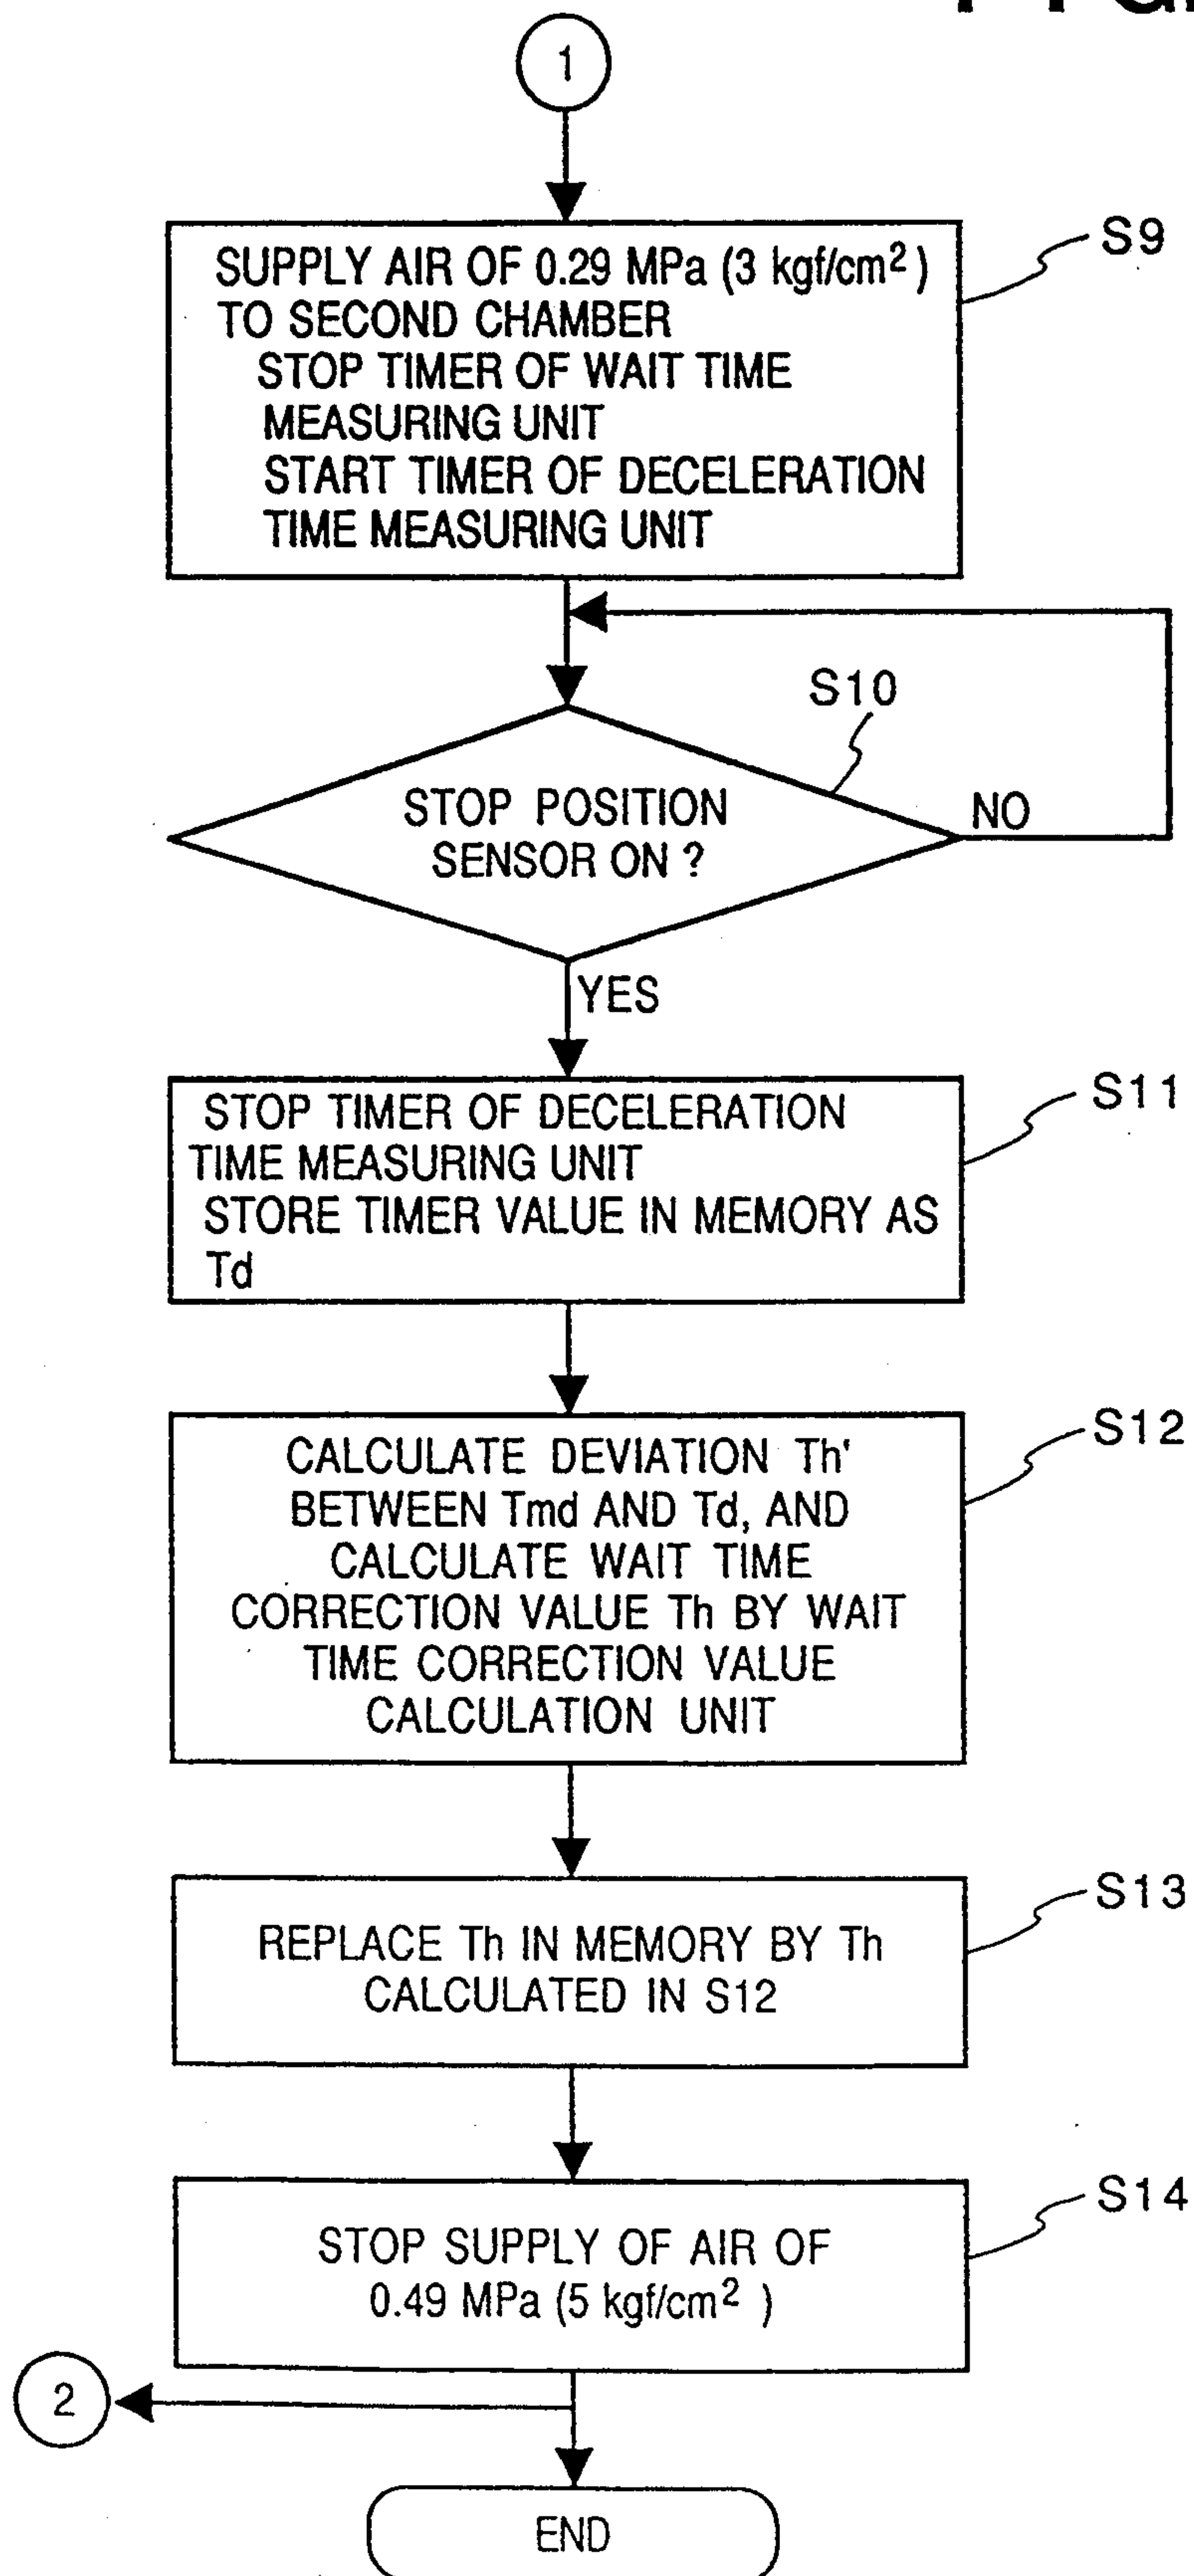 1
SUPPLY AIR OF 0.29 MPa (3 kgf/cm²)
TO SECOND CHAMBER
STOP TIMER OF WAIT TIME
MEASURING UNIT
START TIMER OF DECELERATION
TIME MEASURING UNIT
S9
S10
STOP POSITION
SENSOR ON ?
NO
YES
STOP TIMER OF DECELERATION
TIME MEASURING UNIT
STORE TIMER VALUE IN MEMORY AS
Td
S11
CALCULATE DEVIATION Th'
BETWEEN Tmd AND Td, AND
CALCULATE WAIT TIME
CORRECTION VALUE Th BY WAIT
TIME CORRECTION VALUE
CALCULATION UNIT
S12
REPLACE Th IN MEMORY BY Th
CALCULATED IN S12
S13
STOP SUPPLY OF AIR OF
0.49 MPa (5 kgf/cm² )
S14
2
END